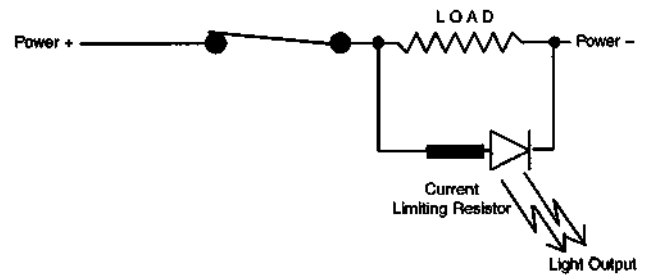 LOAD
Power +
Power –
Current
Limiting Resistor
Light Output